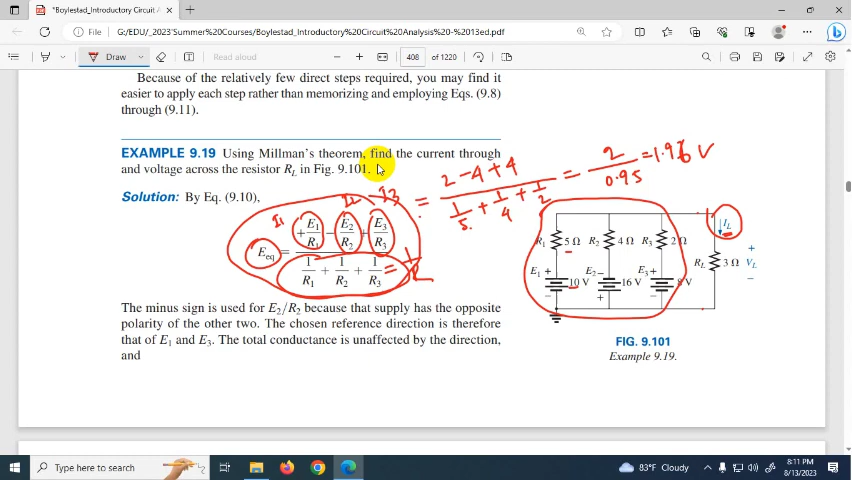 *Boylestad_Introductory Circuit A
File
G:/EDU/_2023'Summer%20Courses/Boylestad_Introductory%20Circuit%20Analysis%20-%2013ed.pdf
Draw
Read aloud
408 of 1220
Because of the relatively few direct steps required, you may find it
easier to apply each step rather than memorizing and employing Eqs. (9.8)
through (9.11).
EXAMPLE 9.19 Using Millman's theorem, find the current through
and voltage across the resistor RL in Fig. 9.101.
Solution: By Eq. (9.10),
I1 I2 I3
Eeq = (+E1/R1 − E2/R2 + E3/R3) / (1/R1 + 1/R2 + 1/R3)
= (2 - 4 + 4) / (1/5 + 1/4 + 1/2) = 2/0.95 = 1.96 V
The minus sign is used for E2/R2 because that supply has the opposite
polarity of the other two. The chosen reference direction is therefore
that of E1 and E3. The total conductance is unaffected by the direction,
and
R1 5 Ω R2 4 Ω R3 2 Ω
IL
RL 3 Ω
+ VL −
E1 + 10 V − E2 − 16 V + E3 + 8 V −
FIG. 9.101
Example 9.19.
Type here to search
83°F Cloudy
8:11 PM
8/13/2023